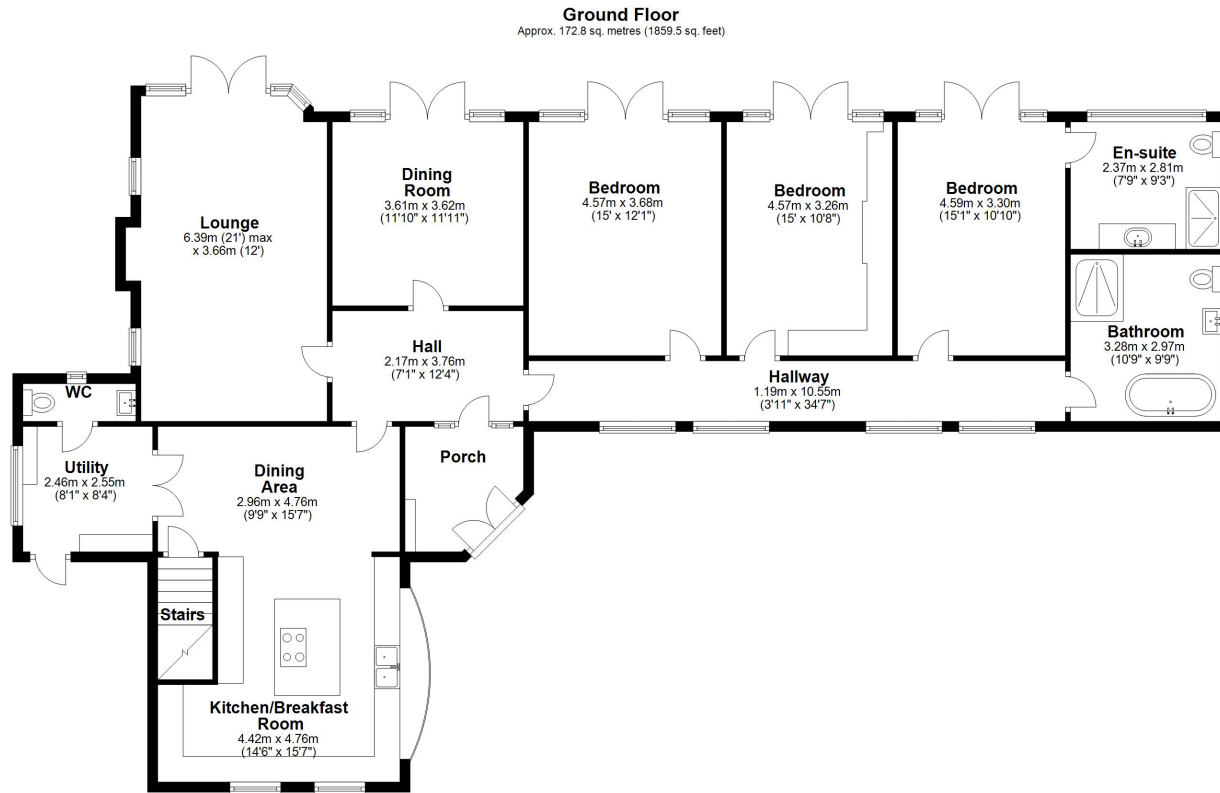 Ground Floor
Approx. 172.8 sq. metres (1859.5 sq. feet)
Lounge
6.39m (21') max
x 3.66m (12')
Dining
Room
3.61m x 3.62m
(11'10" x 11'11")
Bedroom
4.57m x 3.68m
(15' x 12'1")
Bedroom
4.57m x 3.26m
(15' x 10'8")
Bedroom
4.59m x 3.30m
(15'1" x 10'10")
En-suite
2.37m x 2.81m
(7'9" x 9'3")
Hall
2.17m x 3.76m
(7'1" x 12'4")
Hallway
1.19m x 10.55m
(3'11" x 34'7")
Bathroom
3.28m x 2.97m
(10'9" x 9'9")
WC
Utility
2.46m x 2.55m
(8'1" x 8'4")
Dining
Area
2.96m x 4.76m
(9'9" x 15'7")
Porch
Stairs
Kitchen/Breakfast
Room
4.42m x 4.76m
(14'6" x 15'7")